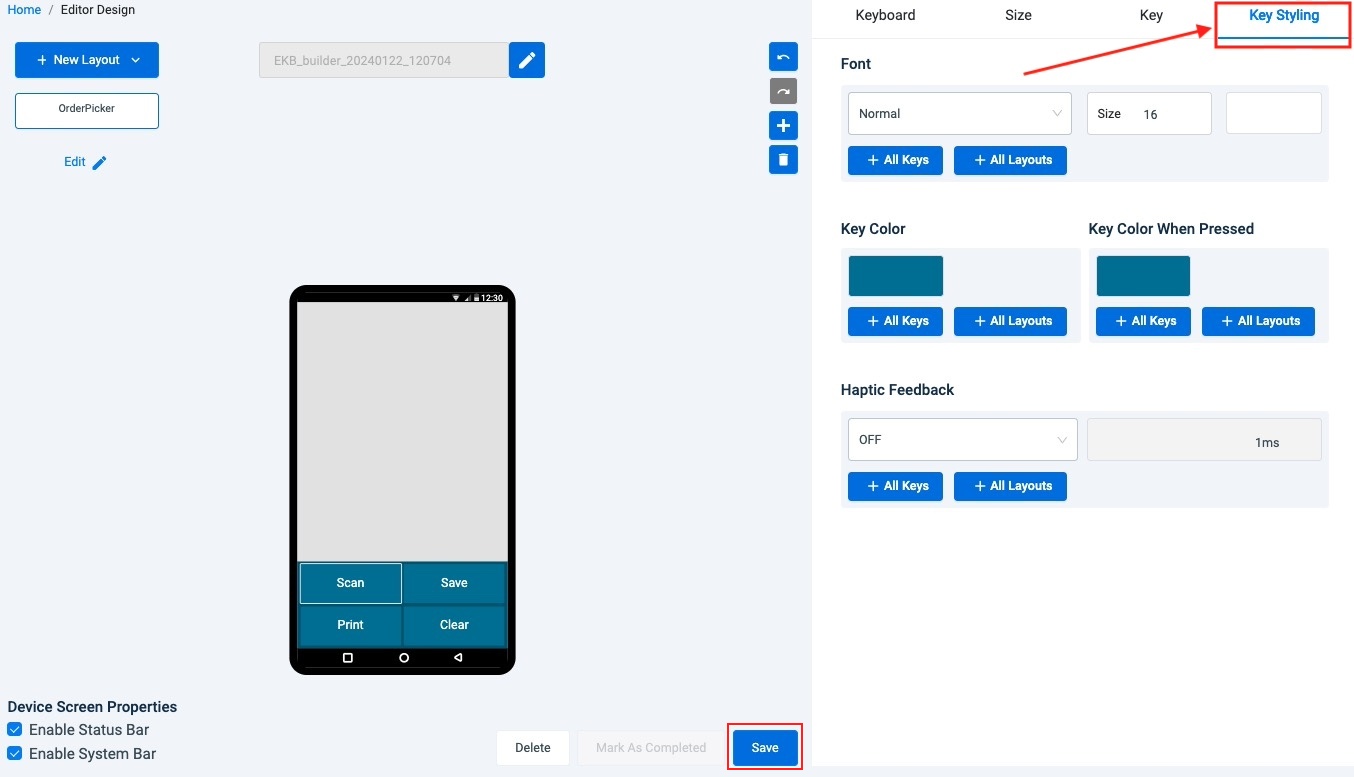 Home / Editor Design
Keyboard Size Key Key Styling
+ New Layout
EKB_builder_20240122_120704
OrderPicker
Edit
Font
Normal
Size 16
+ All Keys + All Layouts
Key Color Key Color When Pressed
+ All Keys + All Layouts + All Keys + All Layouts
Haptic Feedback
OFF
1ms
+ All Keys + All Layouts
12:30
Scan Save
Print Clear
Device Screen Properties
Enable Status Bar
Enable System Bar
Delete Mark As Completed Save